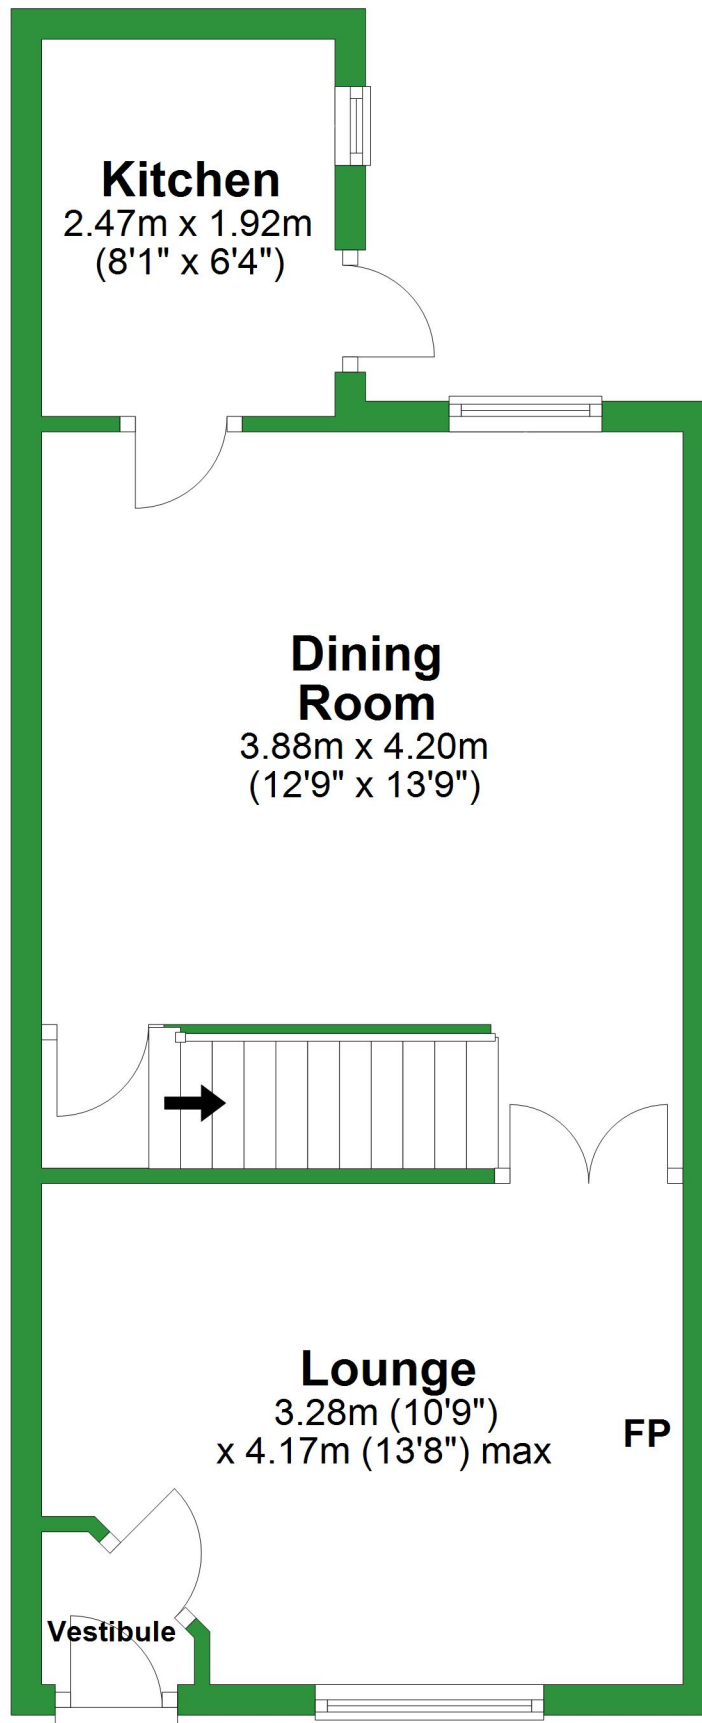 Kitchen
2.47m x 1.92m
(8'1" x 6'4")
Dining
Room
3.88m x 4.20m
(12'9" x 13'9")
Lounge
3.28m (10'9")
x 4.17m (13'8") max
FP
Vestibule